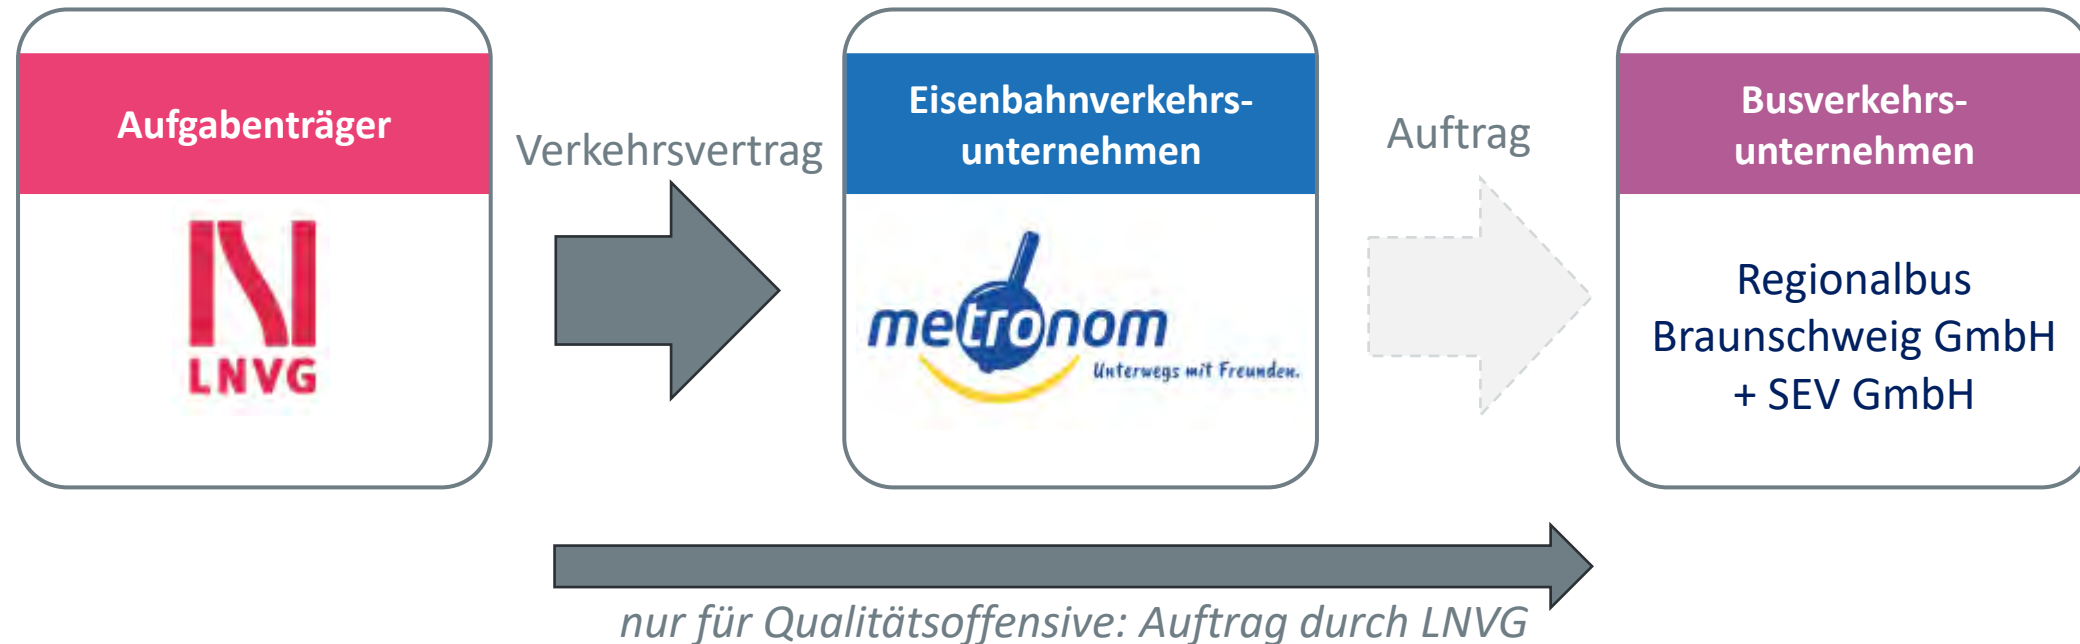 Aufgabenträger
LNVG
Verkehrsvertrag
Eisenbahnverkehrs-
unternehmen
metronom
Unterwegs mit Freunden.
Auftrag
Busverkehrs-
unternehmen
Regionalbus
Braunschweig GmbH
+ SEV GmbH
nur für Qualitätsoffensive: Auftrag durch LNVG